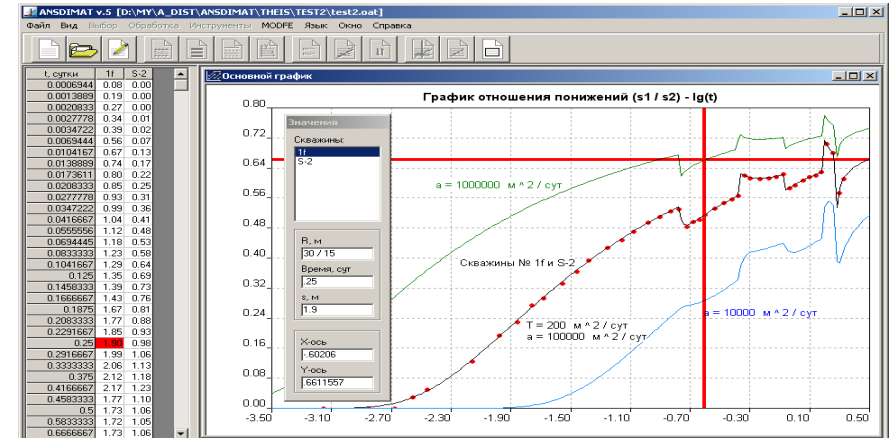 ANSDIMAT v.5 [D:\MY\A_DIST\ANSDIMAT\THEIS\TEST2\test2.oat]
Файл Вид Выбор Обработка Инструменты MODFE Язык Окно Справка
t, сутки 1f S-2
0.0006944 0.08 0.00
0.0013889 0.19 0.00
0.0020833 0.27 0.00
0.0027778 0.34 0.01
0.0034722 0.39 0.02
0.0069444 0.56 0.07
0.0104167 0.67 0.13
0.0138889 0.74 0.17
0.0173611 0.80 0.22
0.0208333 0.85 0.25
0.0277778 0.93 0.31
0.0347222 0.99 0.36
0.0416667 1.04 0.41
0.0555556 1.12 0.48
0.0694445 1.18 0.53
0.0833333 1.23 0.58
0.1041667 1.29 0.64
0.125 1.35 0.69
0.1458333 1.39 0.73
0.1666667 1.43 0.76
0.1875 1.67 0.81
0.2083333 1.77 0.88
0.2291667 1.85 0.93
0.25 1.90 0.98
0.2916667 1.99 1.06
0.3333333 2.06 1.13
0.375 2.12 1.18
0.4166667 2.17 1.23
0.4583333 1.77 1.10
0.5 1.73 1.06
0.5833333 1.72 1.05
0.6666667 1.73 1.06
Основной график
График отношения понижений (s1 / s2) - lg(t)
0.80
0.72
0.64
0.56
0.48
0.40
0.32
0.24
0.16
0.08
0.00
-3.50 -3.10 -2.70 -2.30 -1.90 -1.50 -1.10 -0.70 -0.30 0.10 0.50
a = 1000000 м ^ 2 / сут
Скважины № 1f и S-2
T = 200 м ^ 2 / сут
a = 100000 м ^ 2 / сут
a = 10000 м ^ 2 / сут
Значения
Скважины:
1f
S-2
R, м
30 / 15
Время, сут
.25
s, м
1.9
X-ось
-.60206
Y-ось
.6611557